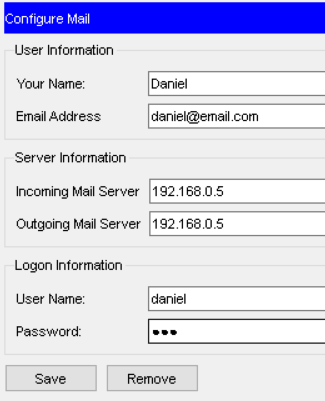 Configure Mail
User Information
Your Name: Daniel
Email Address daniel@email.com
Server Information
Incoming Mail Server 192.168.0.5
Outgoing Mail Server 192.168.0.5
Logon Information
User Name: daniel
Password: •••
Save Remove